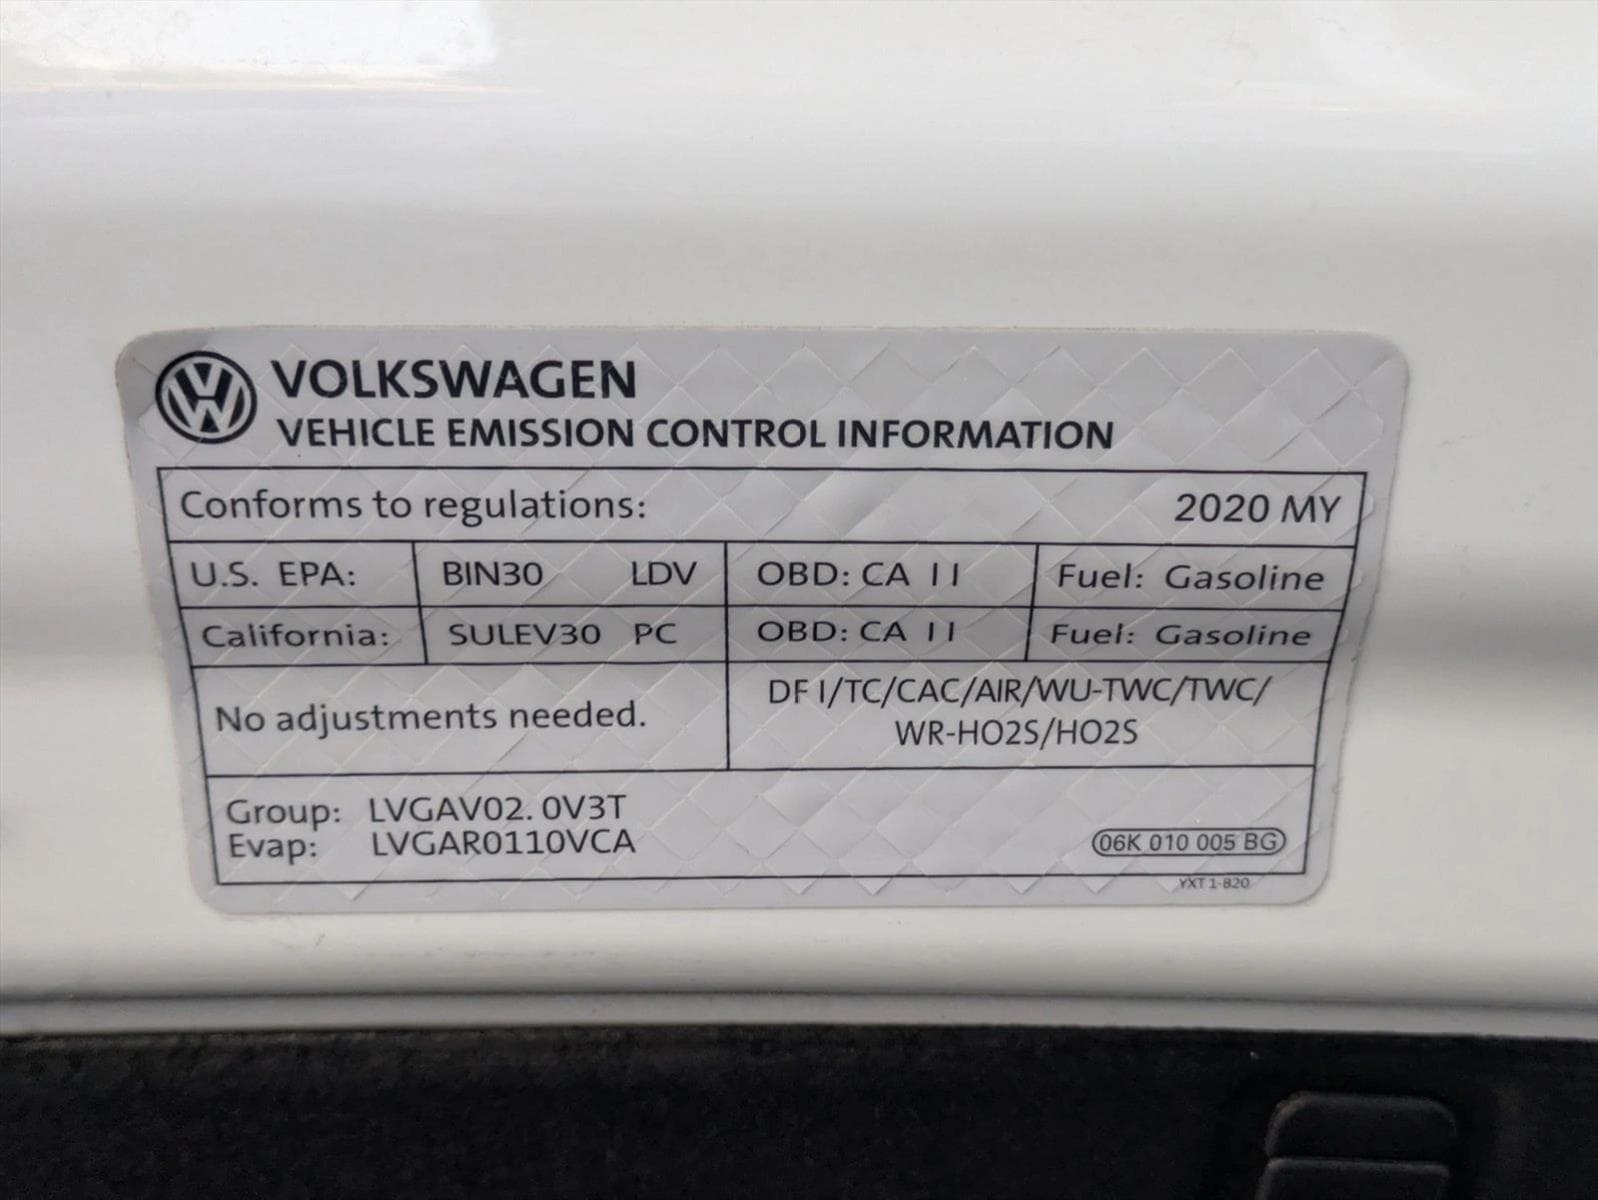 VOLKSWAGEN
VEHICLE EMISSION CONTROL INFORMATION
Conforms to regulations: 2020 MY
U.S. EPA: BIN30 LDV OBD: CA II Fuel: Gasoline
California: SULEV30 PC OBD: CA II Fuel: Gasoline
No adjustments needed.
DFI/TC/CAC/AIR/WU-TWC/TWC/
WR-HO2S/HO2S
Group: LVGAV02.0V3T
Evap: LVGAR0110VCA
06K 010 005 BG
YXT 1-820